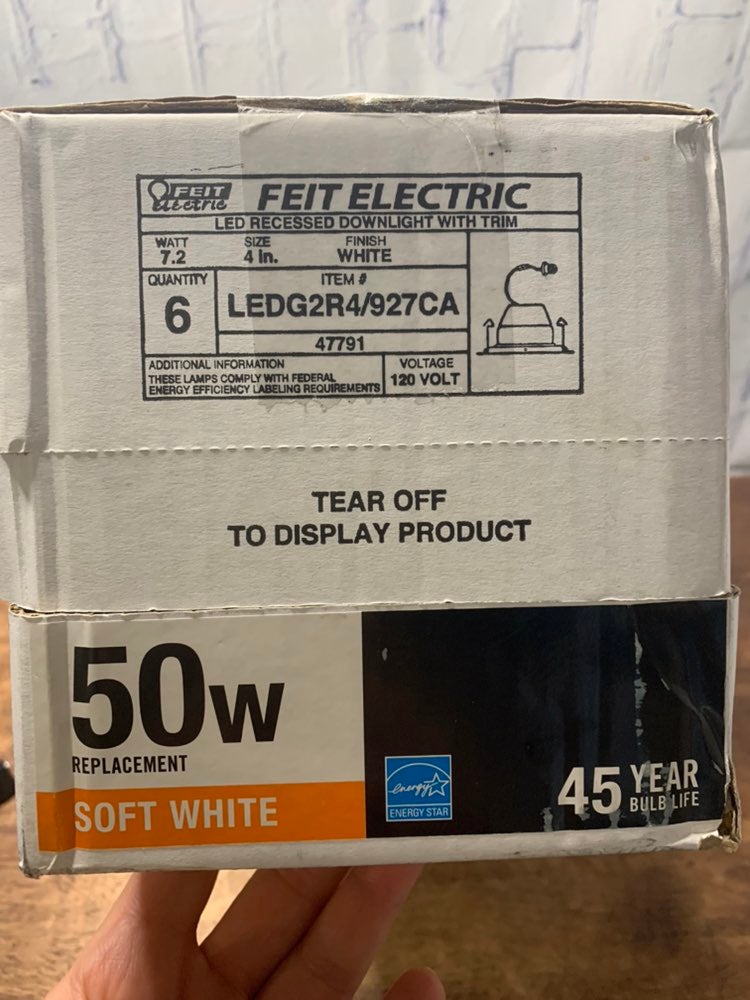 FEIT electric FEIT ELECTRIC
LED RECESSED DOWNLIGHT WITH TRIM
WATT
7.2
SIZE
4 in.
FINISH
WHITE
QUANTITY
6
ITEM #
LEDG2R4/927CA
47791
ADDITIONAL INFORMATION
THESE LAMPS COMPLY WITH FEDERAL
ENERGY EFFICIENCY LABELING REQUIREMENTS
VOLTAGE
120 VOLT
TEAR OFF
TO DISPLAY PRODUCT
50W
REPLACEMENT
SOFT WHITE
energy
ENERGY STAR
45 YEAR
BULB LIFE